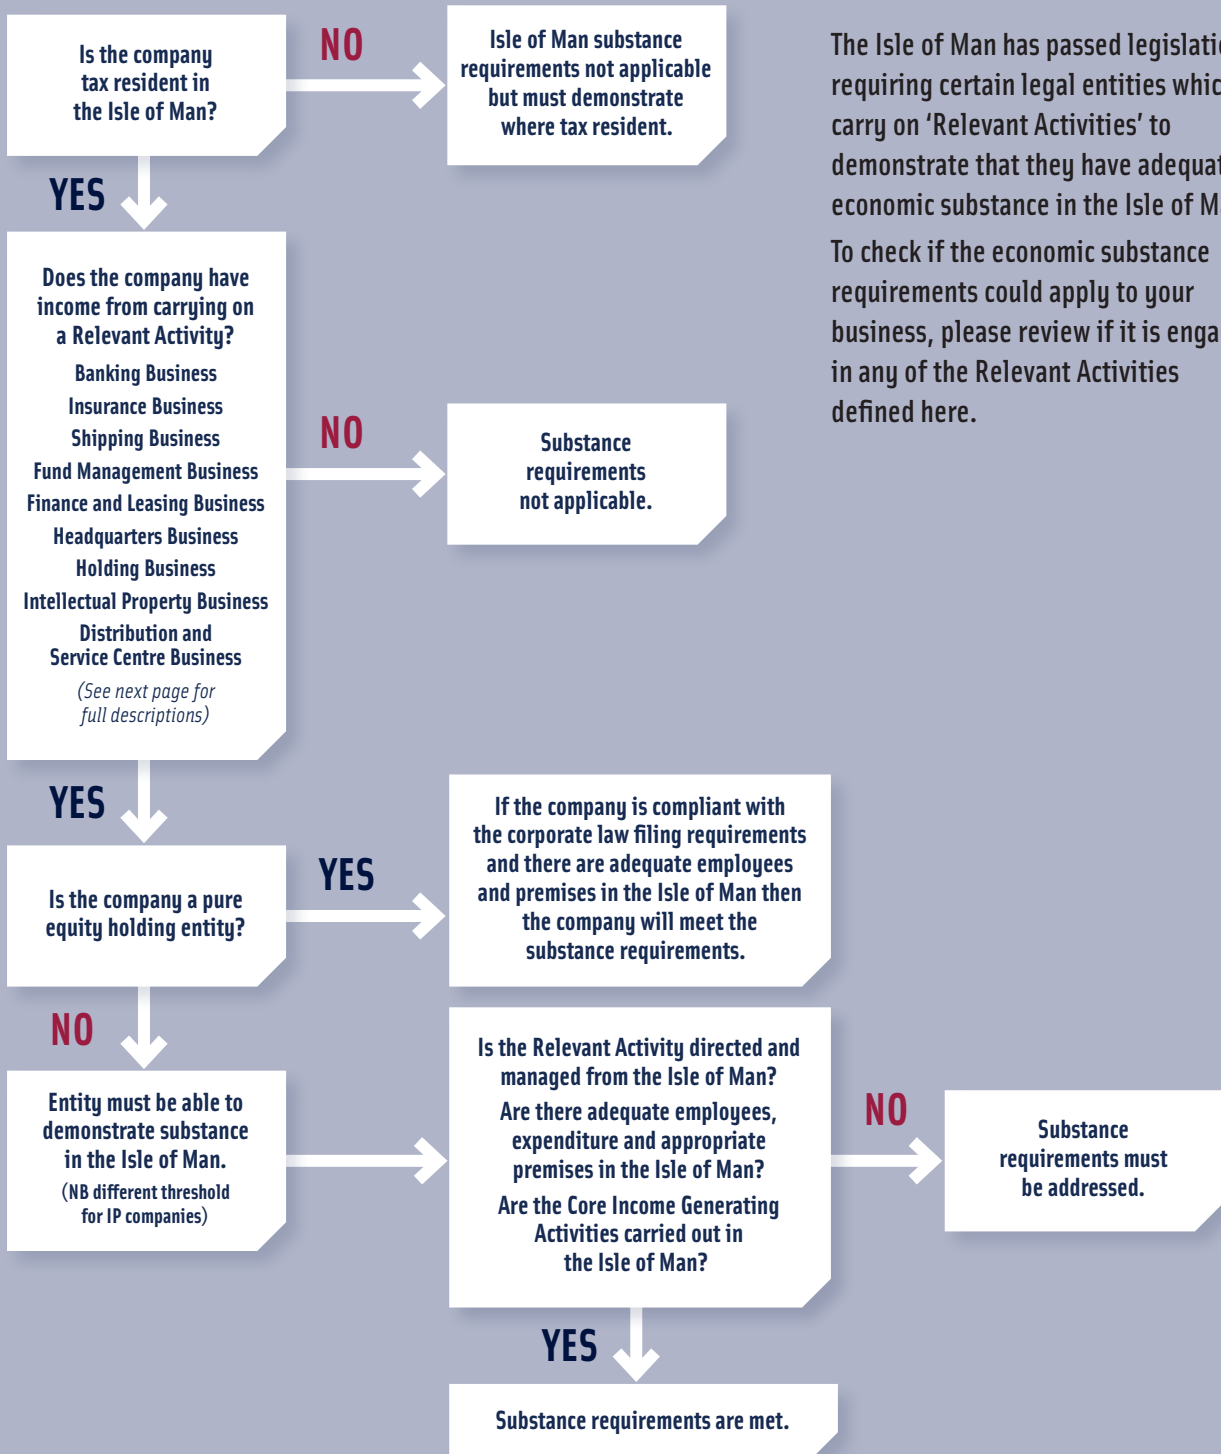 Is the company
tax resident in
the Isle of Man?
NO
Isle of Man substance
requirements not applicable
but must demonstrate
where tax resident.
The Isle of Man has passed
requiring certain legal entities
carry on ‘Relevant Activities’ to
demonstrate that they have
economic substance in the Isle of
To check if the economic substance
requirements could apply to your
business, please review if it is
in any of the Relevant Activities
defined here.
YES
Does the company have
income from carrying on
a Relevant Activity?
Banking Business
Insurance Business
Shipping Business
Fund Management Business
Finance and Leasing Business
Headquarters Business
Holding Business
Intellectual Property Business
Distribution and
Service Centre Business
(See next page for
full descriptions)
NO
Substance
requirements
not applicable.
YES
Is the company a pure
equity holding entity?
YES
If the company is compliant with
the corporate law filing requirements
and there are adequate employees
and premises in the Isle of Man then
the company will meet the
substance requirements.
NO
Entity must be able to
demonstrate substance
in the Isle of Man.
(NB different threshold
for IP companies)
Is the Relevant Activity directed and
managed from the Isle of Man?
Are there adequate employees,
expenditure and appropriate
premises in the Isle of Man?
Are the Core Income Generating
Activities carried out in
the Isle of Man?
NO
Substance
requirements must
be addressed.
YES
Substance requirements are met.